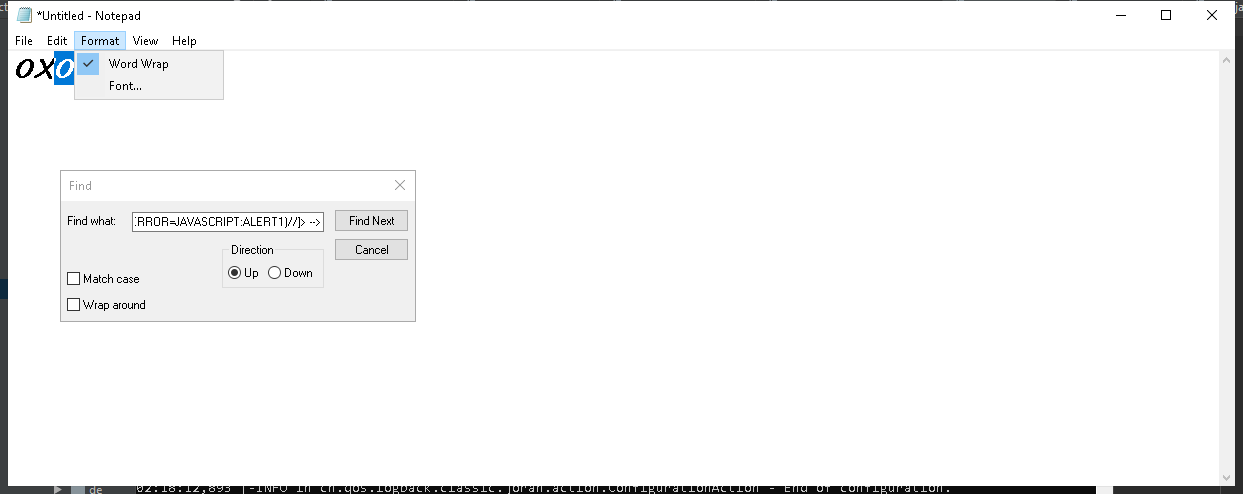 *Untitled - Notepad
File Edit Format View Help
oxo
Word Wrap
Font...
Find
Find what: :RROR=JAVASCRIPT:ALERT1)//]> --> Find Next
Direction Cancel
Up Down
Match case
Wrap around
de 02:18:12,893 |-INFO in ch.qos.logback.classic.joran.action.ConfigurationAction - End of configuration.